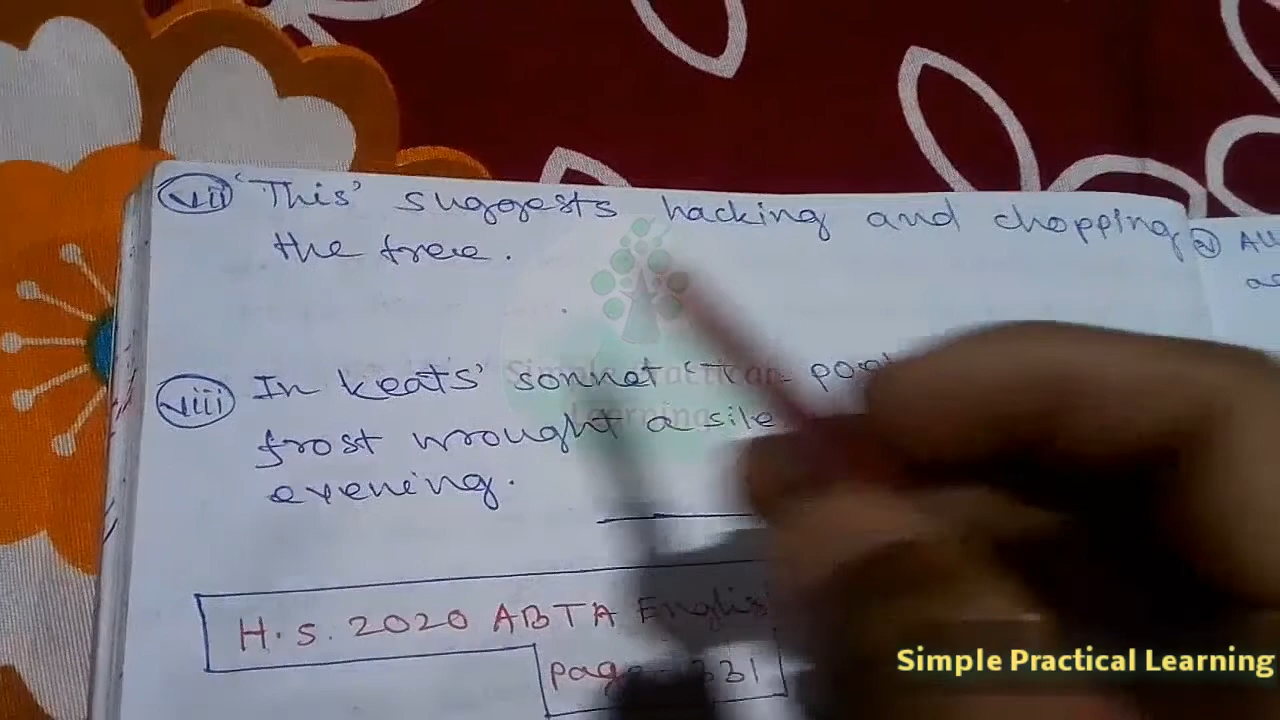 (vii) 'This' suggests hacking and chopping
the tree.
(viii) In Keats' sonnet
frost wrought a
evening.
H.S. 2020 ABTA
page 331
Simple Practical Learning